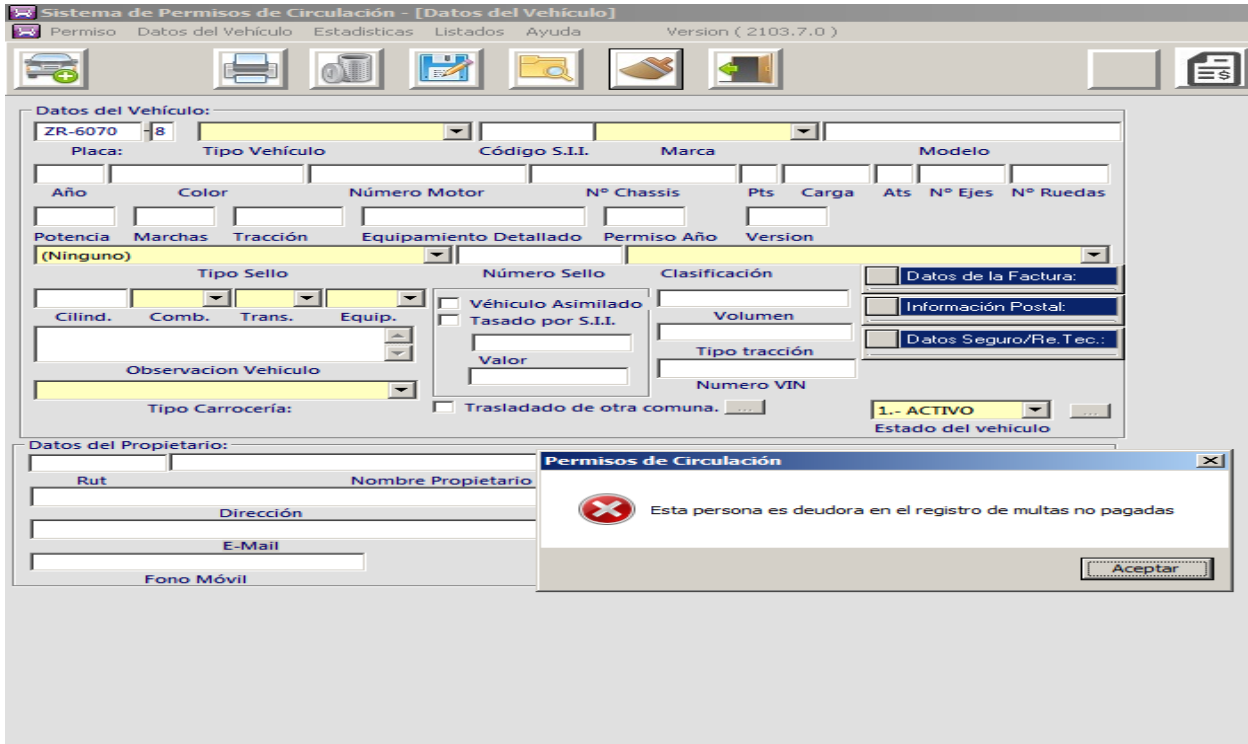 Sistema de Permisos de Circulación - [Datos del Vehículo]
Permiso Datos del Vehículo Estadisticas Listados Ayuda Version ( 2103.7.0 )
Datos del Vehículo:
ZR-6070 - 8
Placa: Tipo Vehículo Código S.I.I. Marca Modelo
Año Color Número Motor Nº Chassis Pts Carga Ats Nº Ejes Nº Ruedas
Potencia Marchas Tracción Equipamiento Detallado Permiso Año Version
(Ninguno)
Tipo Sello Número Sello Clasificación
Datos de la Factura:
Cilind. Comb. Trans. Equip.
Véhiculo Asimilado
Tasado por S.I.I.
Valor
Volumen
Información Postal:
Tipo tracción
Datos Seguro/Re.Tec.:
Observacion Vehiculo
Numero VIN
Tipo Carrocería:
Trasladado de otra comuna. ...
1.- ACTIVO ...
Estado del vehiculo
Datos del Propietario:
Rut Nombre Propietario
Dirección
E-Mail
Fono Móvil
Permisos de Circulación
Esta persona es deudora en el registro de multas no pagadas
Aceptar